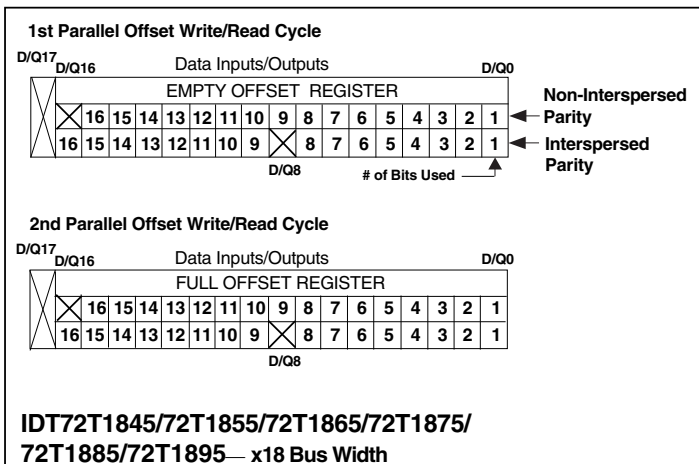 1st Parallel Offset Write/Read Cycle
D/Q17 D/Q16 Data Inputs/Outputs D/Q0
EMPTY OFFSET REGISTER
16 15 14 13 12 11 10 9 8 7 6 5 4 3 2 1
Non-Interspersed
Parity
16 15 14 13 12 11 10 9 8 7 6 5 4 3 2 1
Interspersed
Parity
D/Q8
# of Bits Used
2nd Parallel Offset Write/Read Cycle
D/Q17 D/Q16 Data Inputs/Outputs D/Q0
FULL OFFSET REGISTER
16 15 14 13 12 11 10 9 8 7 6 5 4 3 2 1
16 15 14 13 12 11 10 9 8 7 6 5 4 3 2 1
D/Q8
IDT72T1845/72T1855/72T1865/72T1875/
72T1885/72T1895— x18 Bus Width